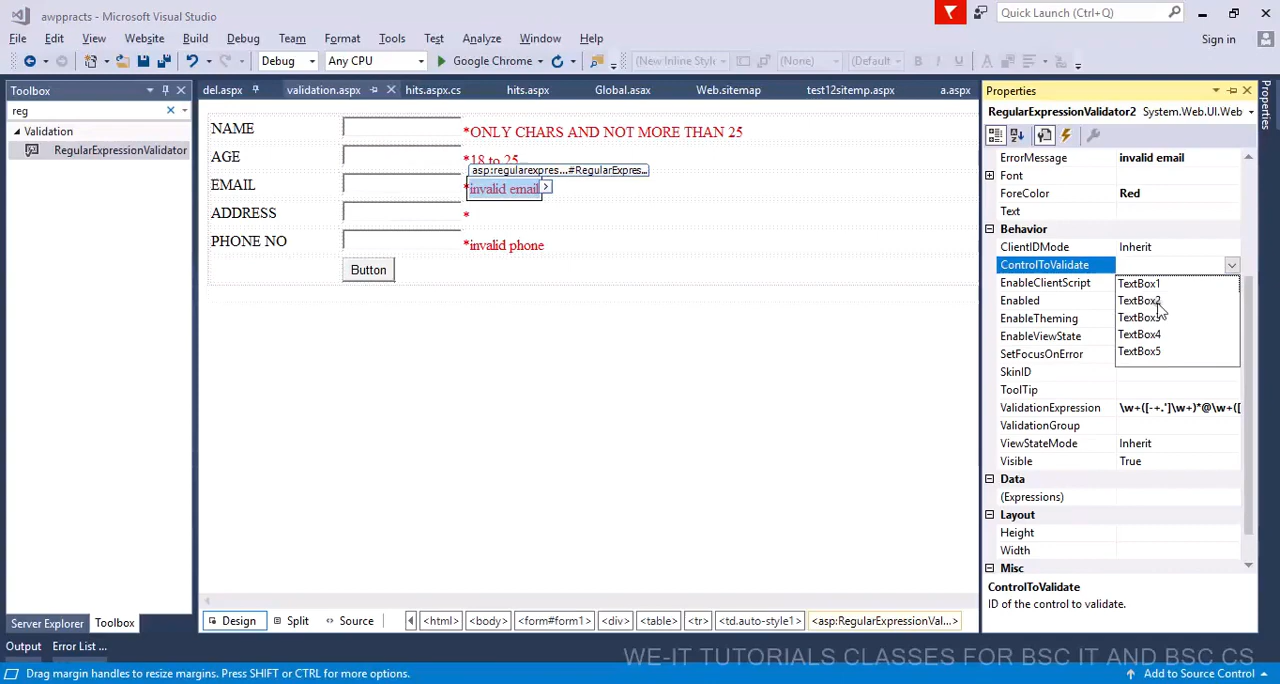 awppracts - Microsoft Visual Studio
Quick Launch (Ctrl+Q)
File Edit View Website Build Debug Team Format Tools Test Analyze Window Help
Sign in
Debug Any CPU Google Chrome (New Inline Style (None) (Default B I U A
Toolbox
reg
Validation
RegularExpressionValidator
del.aspx validation.aspx hits.aspx.cs hits.aspx Global.asax Web.sitemap test12sitemp.aspx a.aspx
NAME *ONLY CHARS AND NOT MORE THAN 25
AGE *18 to 25
asp:regularexpres...#RegularExpres...
EMAIL *invalid email
ADDRESS *
PHONE NO *invalid phone
Button
Properties
RegularExpressionValidator2 System.Web.UI.Web
ErrorMessage invalid email
Font
ForeColor Red
Text
Behavior
ClientIDMode Inherit
ControlToValidate
EnableClientScript TextBox1
Enabled TextBox2
EnableTheming TextBox3
EnableViewState TextBox4
SetFocusOnError TextBox5
SkinID
ToolTip
ValidationExpression \w+([-+.']\w+)*@\w+([
ValidationGroup
ViewStateMode Inherit
Visible True
Data
(Expressions)
Layout
Height
Width
Misc
ControlToValidate
ID of the control to validate.
Properties
Server Explorer Toolbox
Design Split Source <html> <body> <form#form1> <div> <table> <tr> <td.auto-style1> <asp:RegularExpressionVal...>
Output Error List ...
WE-IT TUTORIALS CLASSES FOR BSC IT AND BSC CS
Drag margin handles to resize margins. Press SHIFT or CTRL for more options.
Add to Source Control